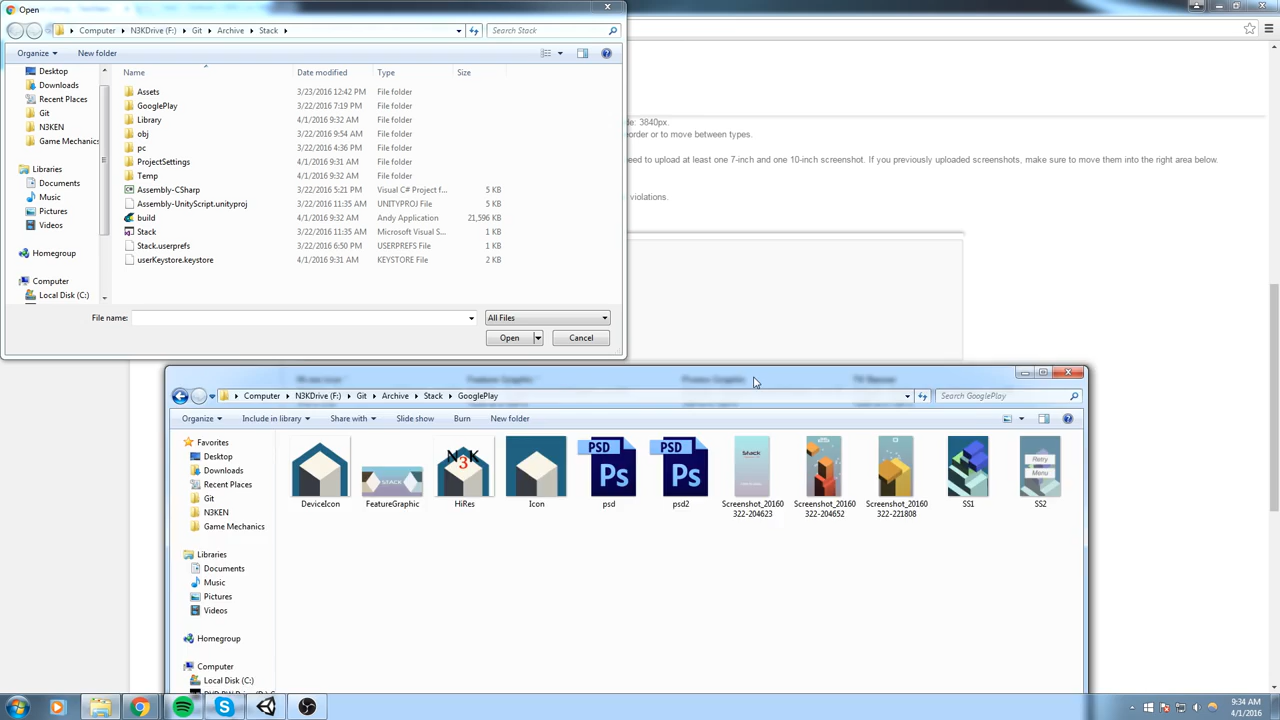 Open
Computer ▸ N3KDrive (F:) ▸ Git ▸ Archive ▸ Stack ▸
Search Stack
Organize
New folder
Name
Date modified
Type
Size
Desktop
Downloads
Recent Places
Git
N3KEN
Game Mechanics
Libraries
Documents
Music
Pictures
Videos
Homegroup
Computer
Local Disk (C:)
Assets 3/23/2016 12:42 PM File folder
GooglePlay 3/22/2016 7:19 PM File folder
Library 4/1/2016 9:32 AM File folder
obj 3/22/2016 9:54 AM File folder
pc 3/22/2016 4:36 PM File folder
ProjectSettings 4/1/2016 9:31 AM File folder
Temp 4/1/2016 9:32 AM File folder
Assembly-CSharp 3/22/2016 5:21 PM Visual C# Project f... 5 KB
Assembly-UnityScript.unityproj 3/22/2016 11:35 AM UNITYPROJ File 5 KB
build 4/1/2016 9:32 AM Andy Application 21,596 KB
Stack 3/22/2016 11:35 AM Microsoft Visual S... 1 KB
Stack.userprefs 3/22/2016 6:50 PM USERPREFS File 1 KB
userKeystore.keystore 4/1/2016 9:31 AM KEYSTORE File 2 KB
File name:
All Files
Open
Cancel
de: 3840px.
order or to move between types.
need to upload at least one 7-inch and one 10-inch screenshot. If you previously uploaded screenshots, make sure to move them into the right area below.
violations.
Feature Graphic
Promo Graphic
TV Banner
Computer ▸ N3KDrive (F:) ▸ Git ▸ Archive ▸ Stack ▸ GooglePlay
Search GooglePlay
Organize
Include in library
Share with
Slide show
Burn
New folder
Favorites
Desktop
Downloads
Recent Places
Git
N3KEN
Game Mechanics
Libraries
Documents
Music
Pictures
Videos
Homegroup
Computer
Local Disk (C:)
STACK
N3K
PSD
Ps
PSD
Ps
Stack
Retry
Menu
DeviceIcon
FeatureGraphic
HiRes
Icon
psd
psd2
Screenshot_20160
322-204623
Screenshot_20160
322-204652
Screenshot_20160
322-221808
SS1
SS2
9:34 AM
4/1/2016